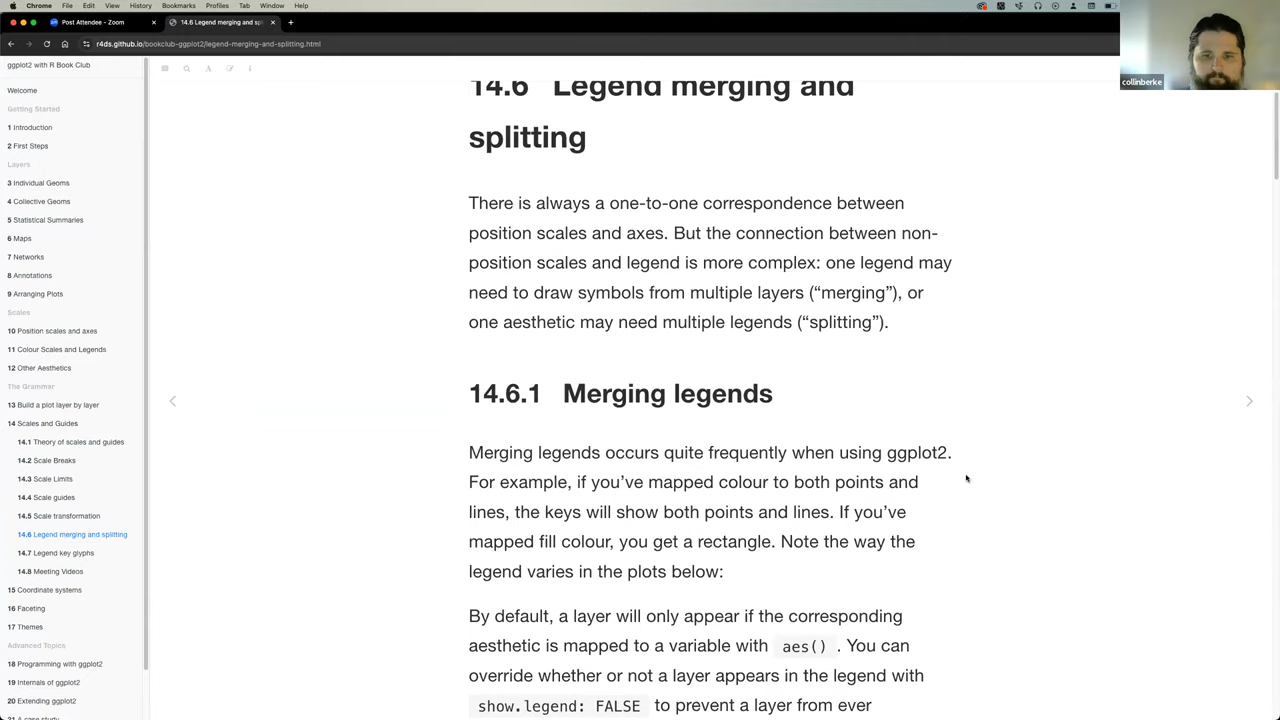 Chrome File Edit View History Bookmarks Profiles Tab Window Help
Post Attendee - Zoom
14.6 Legend merging and spl
r4ds.github.io/bookclub-ggplot2/legend-merging-and-splitting.html
collinberke
ggplot2 with R Book Club
Welcome
Getting Started
1 Introduction
2 First Steps
Layers
3 Individual Geoms
4 Collective Geoms
5 Statistical Summaries
6 Maps
7 Networks
8 Annotations
9 Arranging Plots
Scales
10 Position scales and axes
11 Colour Scales and Legends
12 Other Aesthetics
The Grammar
13 Build a plot layer by layer
14 Scales and Guides
14.1 Theory of scales and guides
14.2 Scale Breaks
14.3 Scale Limits
14.4 Scale guides
14.5 Scale transformation
14.6 Legend merging and splitting
14.7 Legend key glyphs
14.8 Meeting Videos
15 Coordinate systems
16 Faceting
17 Themes
Advanced Topics
18 Programming with ggplot2
19 Internals of ggplot2
20 Extending ggplot2
21 A case study
14.6 Legend merging and
splitting
There is always a one-to-one correspondence between
position scales and axes. But the connection between non-
position scales and legend is more complex: one legend may
need to draw symbols from multiple layers (“merging”), or
one aesthetic may need multiple legends (“splitting”).
14.6.1 Merging legends
Merging legends occurs quite frequently when using ggplot2.
For example, if you’ve mapped colour to both points and
lines, the keys will show both points and lines. If you’ve
mapped fill colour, you get a rectangle. Note the way the
legend varies in the plots below:
By default, a layer will only appear if the corresponding
aesthetic is mapped to a variable with aes() . You can
override whether or not a layer appears in the legend with
show.legend: FALSE to prevent a layer from ever